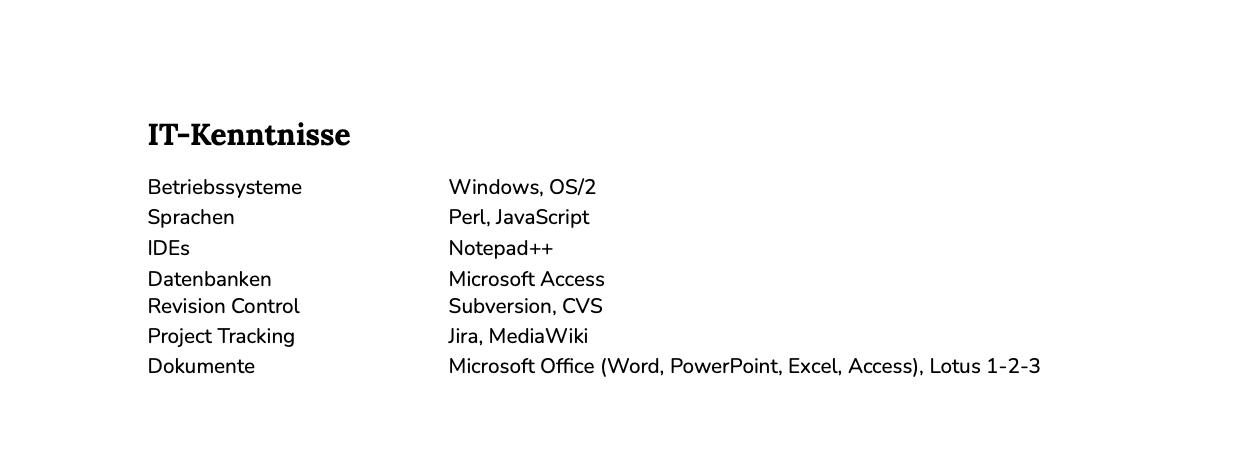 IT-Kenntnisse
Betriebssysteme Windows, OS/2
Sprachen Perl, JavaScript
IDEs Notepad++
Datenbanken Microsoft Access
Revision Control Subversion, CVS
Project Tracking Jira, MediaWiki
Dokumente Microsoft Office (Word, PowerPoint, Excel, Access), Lotus 1-2-3